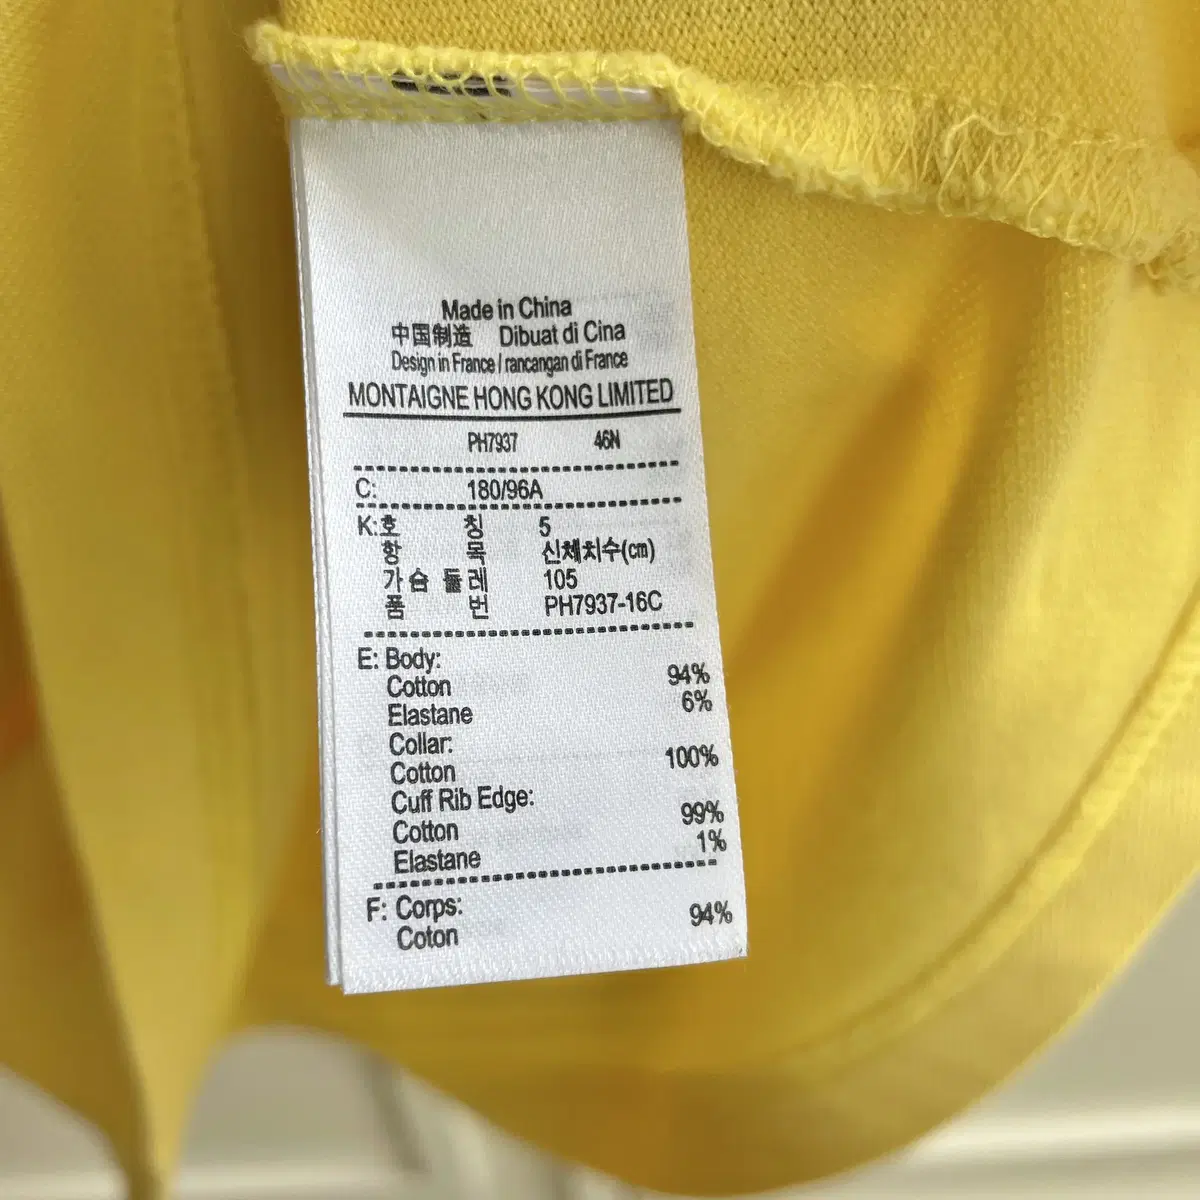 Made in China
中国制造 Dibuat di Cina
Design in France / rancangan di France
MONTAIGNE HONG KONG LIMITED
PH7937 46N
C: 180/96A
K:호 칭 5
항 목 신체치수(cm)
가슴 둘레 105
품 번 PH7937-16C
E: Body:
Cotton 94%
Elastane 6%
Collar:
Cotton 100%
Cuff Rib Edge:
Cotton 99%
Elastane 1%
F: Corps:
Coton 94%